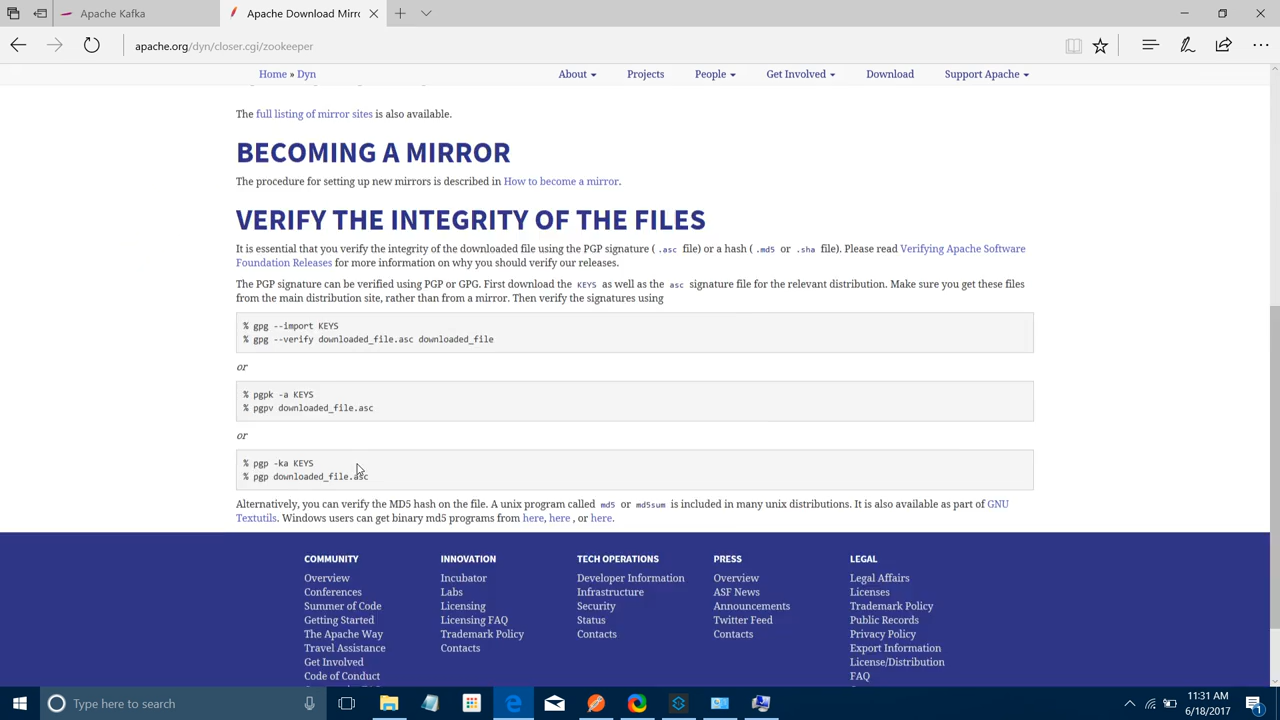 Apache Kafka
Apache Download Mirro
apache.org/dyn/closer.cgi/zookeeper
Home » Dyn
About
Projects
People
Get Involved
Download
Support Apache
The full listing of mirror sites is also available.
BECOMING A MIRROR
The procedure for setting up new mirrors is described in How to become a mirror.
VERIFY THE INTEGRITY OF THE FILES
It is essential that you verify the integrity of the downloaded file using the PGP signature ( .asc file) or a hash ( .md5 or .sha file). Please read Verifying Apache Software
Foundation Releases for more information on why you should verify our releases.
The PGP signature can be verified using PGP or GPG. First download the KEYS as well as the asc signature file for the relevant distribution. Make sure you get these files
from the main distribution site, rather than from a mirror. Then verify the signatures using
% gpg --import KEYS
% gpg --verify downloaded_file.asc downloaded_file
or
% pgpk -a KEYS
% pgpv downloaded_file.asc
or
% pgp -ka KEYS
% pgp downloaded_file.asc
Alternatively, you can verify the MD5 hash on the file. A unix program called md5 or md5sum is included in many unix distributions. It is also available as part of GNU
Textutils. Windows users can get binary md5 programs from here, here , or here.
COMMUNITY
Overview
Conferences
Summer of Code
Getting Started
The Apache Way
Travel Assistance
Get Involved
Code of Conduct
INNOVATION
Incubator
Labs
Licensing
Licensing FAQ
Trademark Policy
Contacts
TECH OPERATIONS
Developer Information
Infrastructure
Security
Status
Contacts
PRESS
Overview
ASF News
Announcements
Twitter Feed
Contacts
LEGAL
Legal Affairs
Licenses
Trademark Policy
Public Records
Privacy Policy
Export Information
License/Distribution
FAQ
Type here to search
11:31 AM
6/18/2017